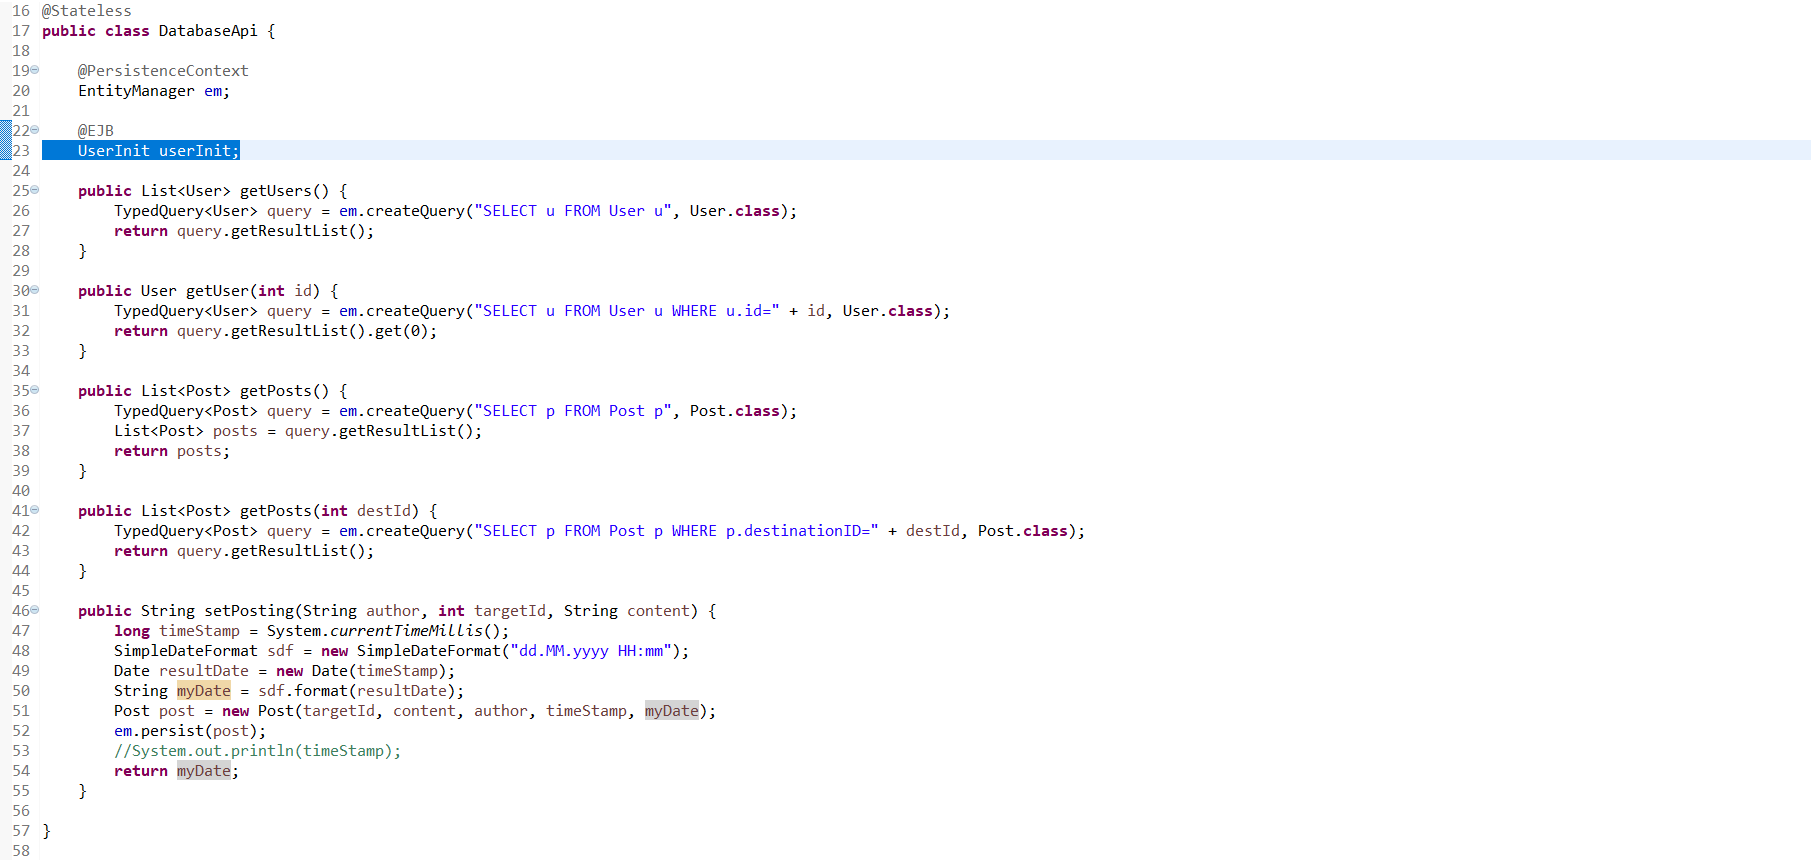 16 @Stateless
17 public class DatabaseApi {
18
19 @PersistenceContext
20 EntityManager em;
21
22 @EJB
23 UserInit userInit;
24
25 public List<User> getUsers() {
26 TypedQuery<User> query = em.createQuery("SELECT u FROM User u", User.class);
27 return query.getResultList();
28 }
29
30 public User getUser(int id) {
31 TypedQuery<User> query = em.createQuery("SELECT u FROM User u WHERE u.id=" + id, User.class);
32 return query.getResultList().get(0);
33 }
34
35 public List<Post> getPosts() {
36 TypedQuery<Post> query = em.createQuery("SELECT p FROM Post p", Post.class);
37 List<Post> posts = query.getResultList();
38 return posts;
39 }
40
41 public List<Post> getPosts(int destId) {
42 TypedQuery<Post> query = em.createQuery("SELECT p FROM Post p WHERE p.destinationID=" + destId, Post.class);
43 return query.getResultList();
44 }
45
46 public String setPosting(String author, int targetId, String content) {
47 long timeStamp = System.currentTimeMillis();
48 SimpleDateFormat sdf = new SimpleDateFormat("dd.MM.yyyy HH:mm");
49 Date resultDate = new Date(timeStamp);
50 String myDate = sdf.format(resultDate);
51 Post post = new Post(targetId, content, author, timeStamp, myDate);
52 em.persist(post);
53 //System.out.println(timeStamp);
54 return myDate;
55 }
56
57 }
58